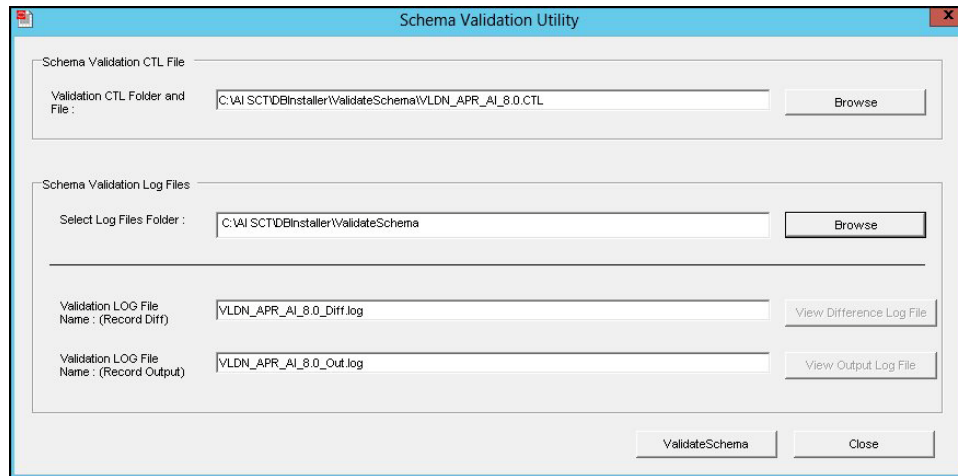 Schema Validation Utility
x
Schema Validation CTL File
Validation CTL Folder and
File :
C:\AI SCT\DBInstaller\ValidateSchema\VLDN_APR_AI_8.0.CTL
Browse
Schema Validation Log Files
Select Log Files Folder :
C:\AI SCT\DBInstaller\ValidateSchema
Browse
Validation LOG File
Name : (Record Diff)
VLDN_APR_AI_8.0_Diff.log
View Difference Log File
Validation LOG File
Name : (Record Output)
VLDN_APR_AI_8.0_Out.log
View Output Log File
ValidateSchema
Close